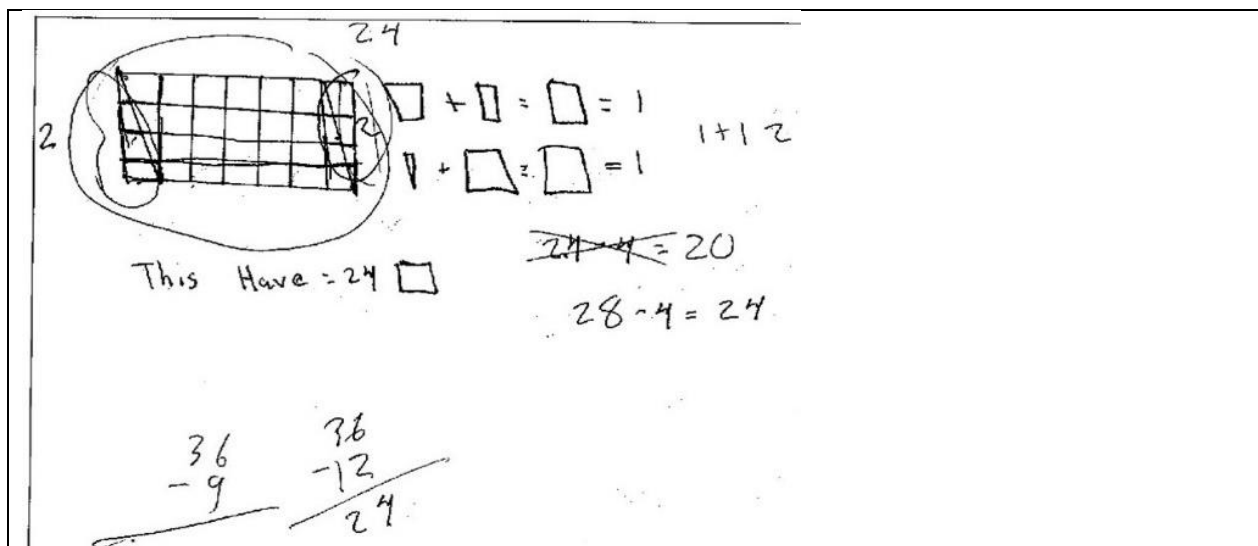 24
2
2
+ = = 1
1 + 1 2
+ = = 1
24 - 4 = 20
This Have = 24
28 - 4 = 24
36
- 9
36
- 12
24